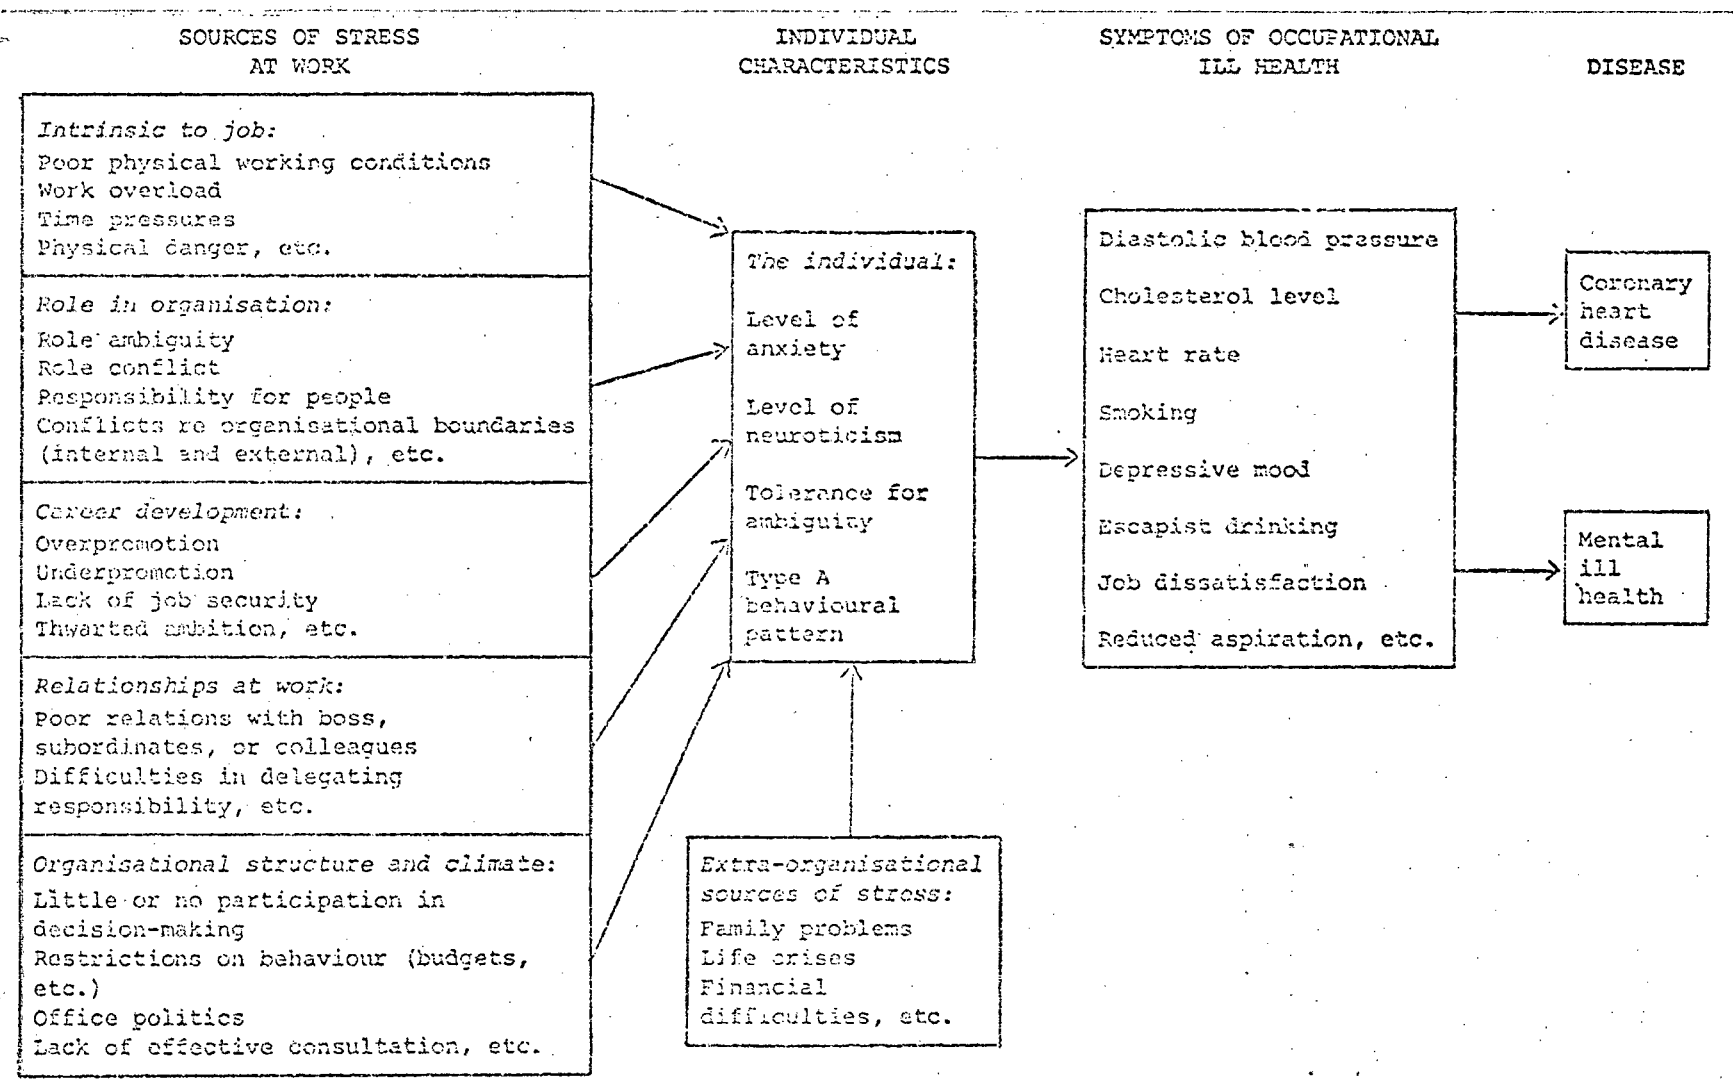 SOURCES OF STRESS
AT WORK
INDIVIDUAL
CHARACTERISTICS
SYMPTOMS OF OCCUPATIONAL
ILL HEALTH
DISEASE
Intrinsic to job:
Poor physical working conditions
Work overload
Time pressures
Physical danger, etc.
Role in organisation:
Role ambiguity
Role conflict
Responsibility for people
Conflicts re organisational boundaries
(internal and external), etc.
Career development:
Overpromotion
Underpromotion
Lack of job security
Thwarted ambition, etc.
Relationships at work:
Poor relations with boss,
subordinates, or colleagues
Difficulties in delegating
responsibility, etc.
Organisational structure and climate:
Little or no participation in
decision-making
Restrictions on behaviour (budgets,
etc.)
Office politics
Lack of effective consultation, etc.
The individual:
Level of
anxiety
Level of
neuroticism
Tolerance for
ambiguity
Type A
behavioural
pattern
Extra-organisational
sources of stress:
Family problems
Life crises
Financial
difficulties, etc.
Diastolic blood pressure
Cholesterol level
Heart rate
Smoking
Depressive mood
Escapist drinking
Job dissatisfaction
Reduced aspiration, etc.
Coronary
heart
disease
Mental
ill
health